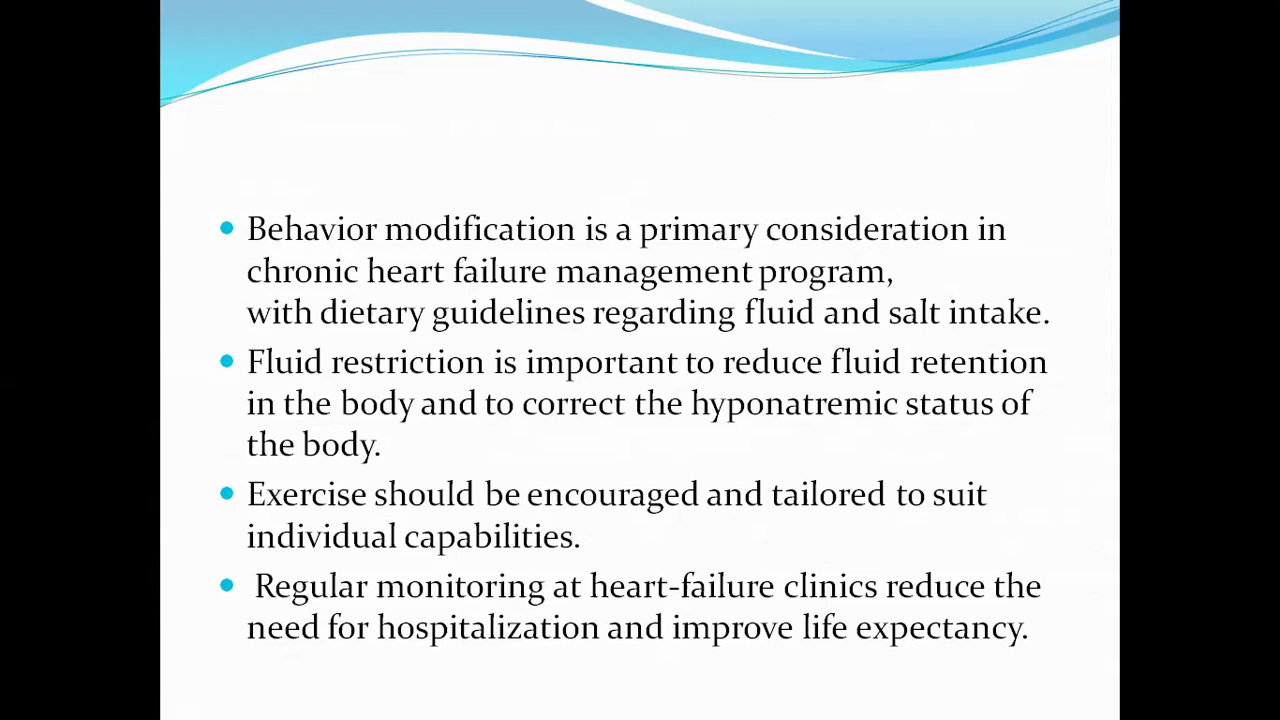 Behavior modification is a primary consideration in
chronic heart failure management program,
with dietary guidelines regarding fluid and salt intake.
Fluid restriction is important to reduce fluid retention
in the body and to correct the hyponatremic status of
the body.
Exercise should be encouraged and tailored to suit
individual capabilities.
Regular monitoring at heart-failure clinics reduce the
need for hospitalization and improve life expectancy.